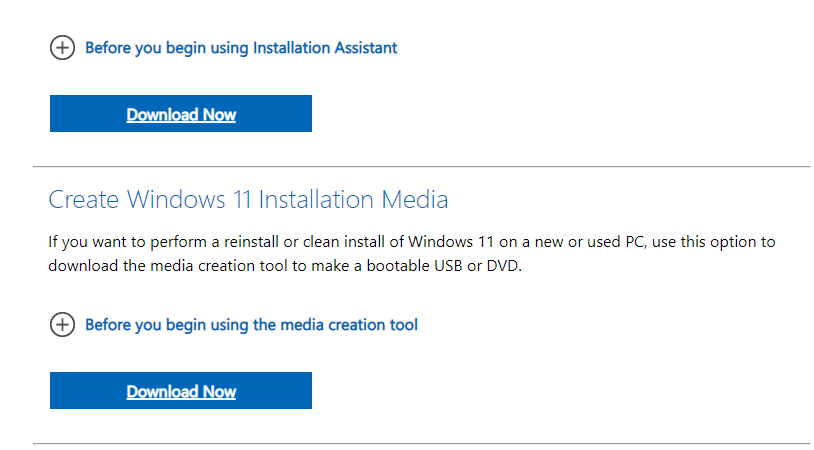 Before you begin using Installation Assistant
Download Now
Create Windows 11 Installation Media
If you want to perform a reinstall or clean install of Windows 11 on a new or used PC, use this option to
download the media creation tool to make a bootable USB or DVD.
Before you begin using the media creation tool
Download Now